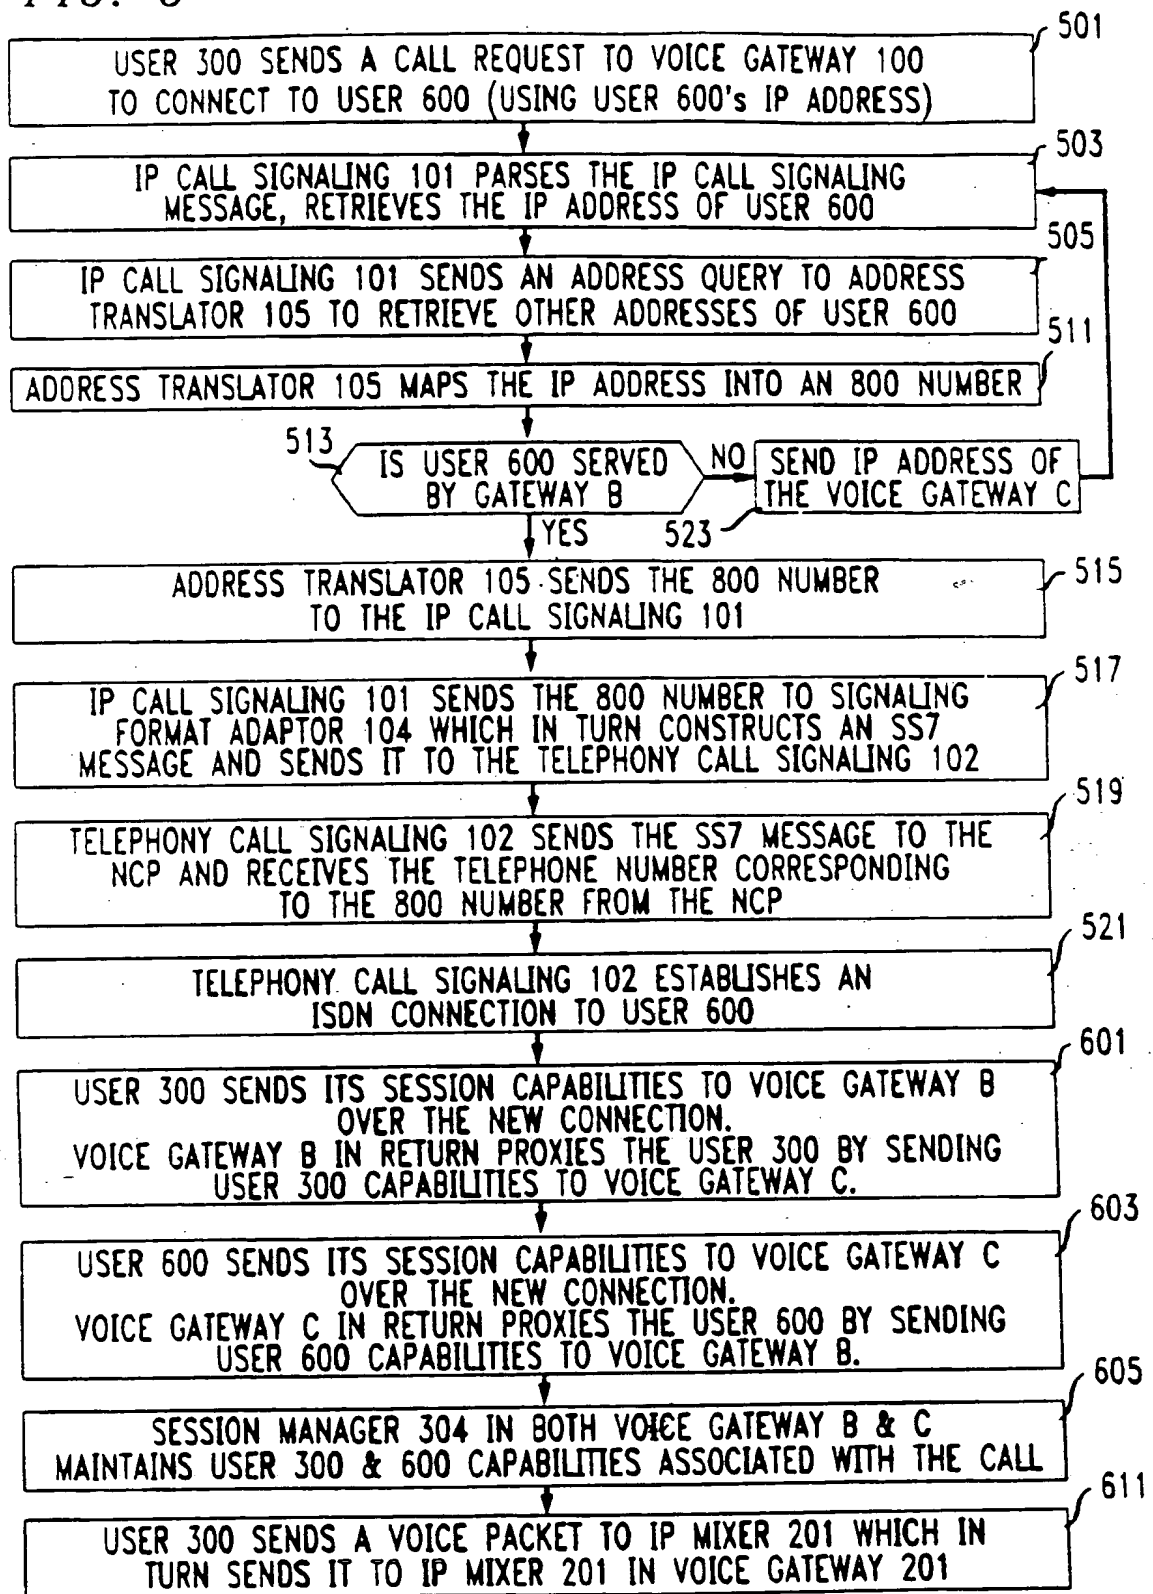 501
USER 300 SENDS A CALL REQUEST TO VOICE GATEWAY 100
TO CONNECT TO USER 600 (USING USER 600's IP ADDRESS)
503
IP CALL SIGNALING 101 PARSES THE IP CALL SIGNALING
MESSAGE, RETRIEVES THE IP ADDRESS OF USER 600
505
IP CALL SIGNALING 101 SENDS AN ADDRESS QUERY TO ADDRESS
TRANSLATOR 105 TO RETRIEVE OTHER ADDRESSES OF USER 600
511
ADDRESS TRANSLATOR 105 MAPS THE IP ADDRESS INTO AN 800 NUMBER
513
IS USER 600 SERVED
BY GATEWAY B
NO
SEND IP ADDRESS OF
THE VOICE GATEWAY C
523
YES
515
ADDRESS TRANSLATOR 105 SENDS THE 800 NUMBER
TO THE IP CALL SIGNALING 101
517
IP CALL SIGNALING 101 SENDS THE 800 NUMBER TO SIGNALING
FORMAT ADAPTOR 104 WHICH IN TURN CONSTRUCTS AN SS7
MESSAGE AND SENDS IT TO THE TELEPHONY CALL SIGNALING 102
519
TELEPHONY CALL SIGNALING 102 SENDS THE SS7 MESSAGE TO THE
NCP AND RECEIVES THE TELEPHONE NUMBER CORRESPONDING
TO THE 800 NUMBER FROM THE NCP
521
TELEPHONY CALL SIGNALING 102 ESTABLISHES AN
ISDN CONNECTION TO USER 600
601
USER 300 SENDS ITS SESSION CAPABILITIES TO VOICE GATEWAY B
OVER THE NEW CONNECTION.
VOICE GATEWAY B IN RETURN PROXIES THE USER 300 BY SENDING
USER 300 CAPABILITIES TO VOICE GATEWAY C.
603
USER 600 SENDS ITS SESSION CAPABILITIES TO VOICE GATEWAY C
OVER THE NEW CONNECTION.
VOICE GATEWAY C IN RETURN PROXIES THE USER 600 BY SENDING
USER 600 CAPABILITIES TO VOICE GATEWAY B.
605
SESSION MANAGER 304 IN BOTH VOICE GATEWAY B & C
MAINTAINS USER 300 & 600 CAPABILITIES ASSOCIATED WITH THE CALL
611
USER 300 SENDS A VOICE PACKET TO IP MIXER 201 WHICH IN
TURN SENDS IT TO IP MIXER 201 IN VOICE GATEWAY 201